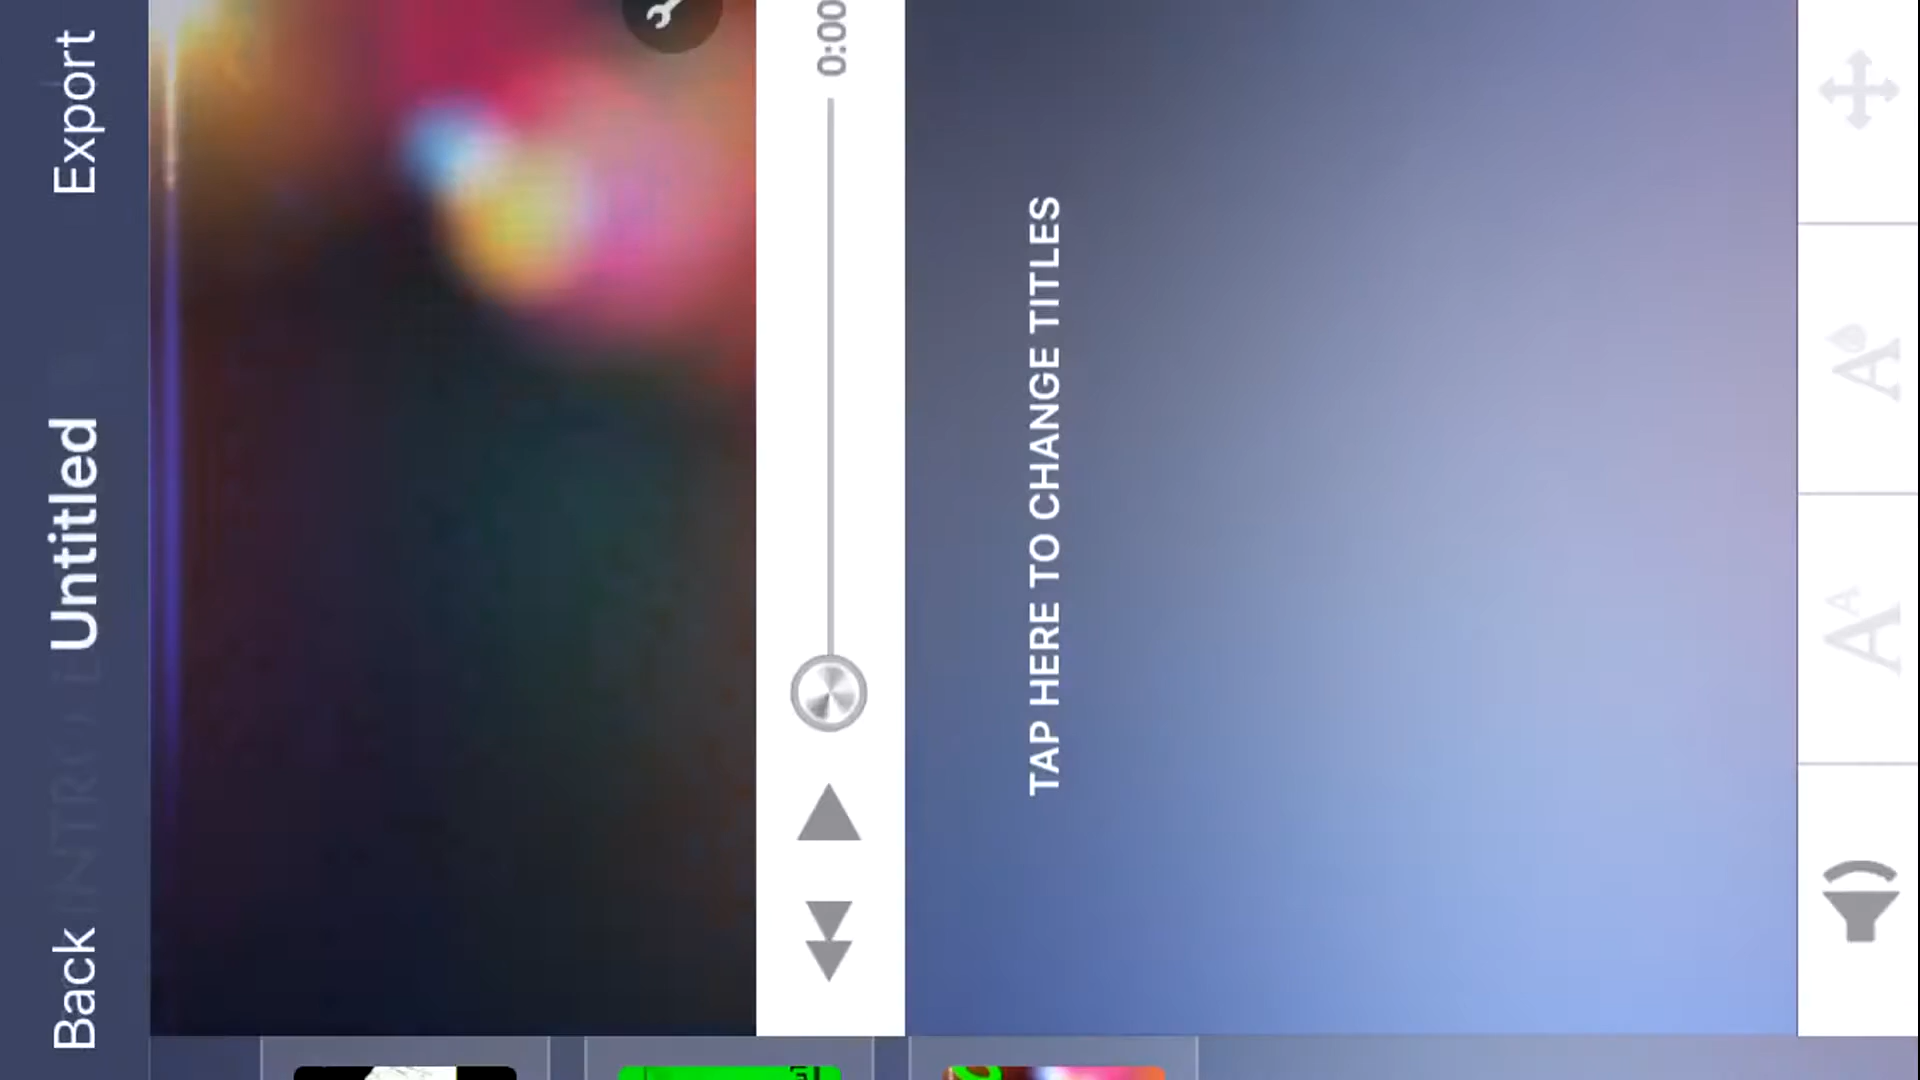 Back
Untitled
Export
0:00
TAP HERE TO CHANGE TITLES